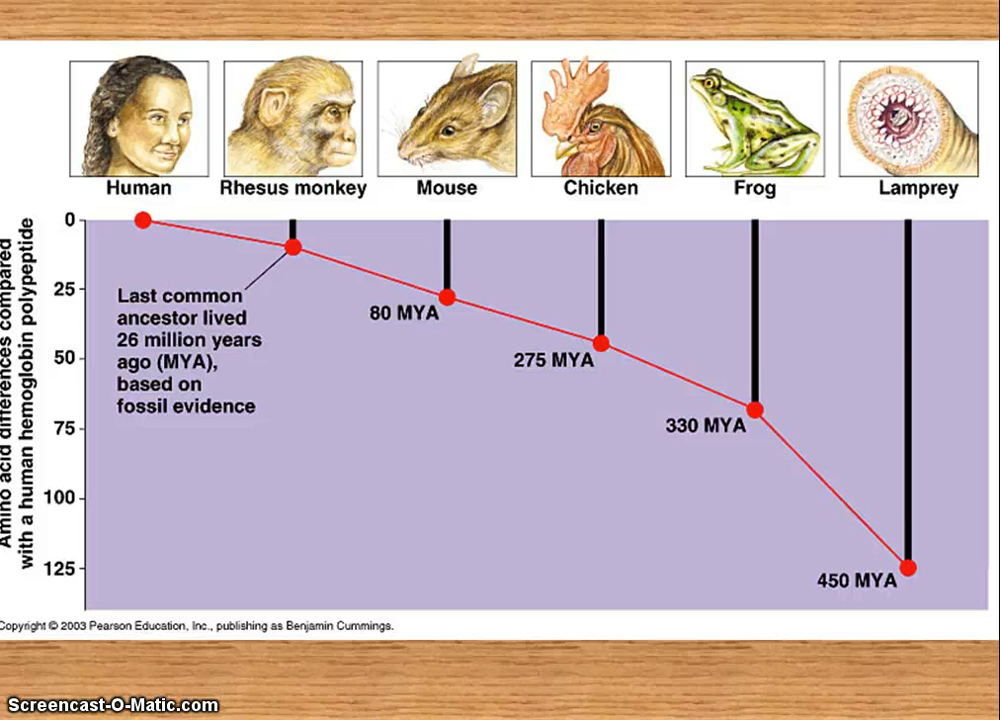 Human
Rhesus monkey
Mouse
Chicken
Frog
Lamprey
Amino acid differences compared
with a human hemoglobin polypeptide
0
25
50
75
100
125
Last common
ancestor lived
26 million years
ago (MYA),
based on
fossil evidence
80 MYA
275 MYA
330 MYA
450 MYA
Copyright © 2003 Pearson Education, Inc., publishing as Benjamin Cummings.
Screencast-O-Matic.com